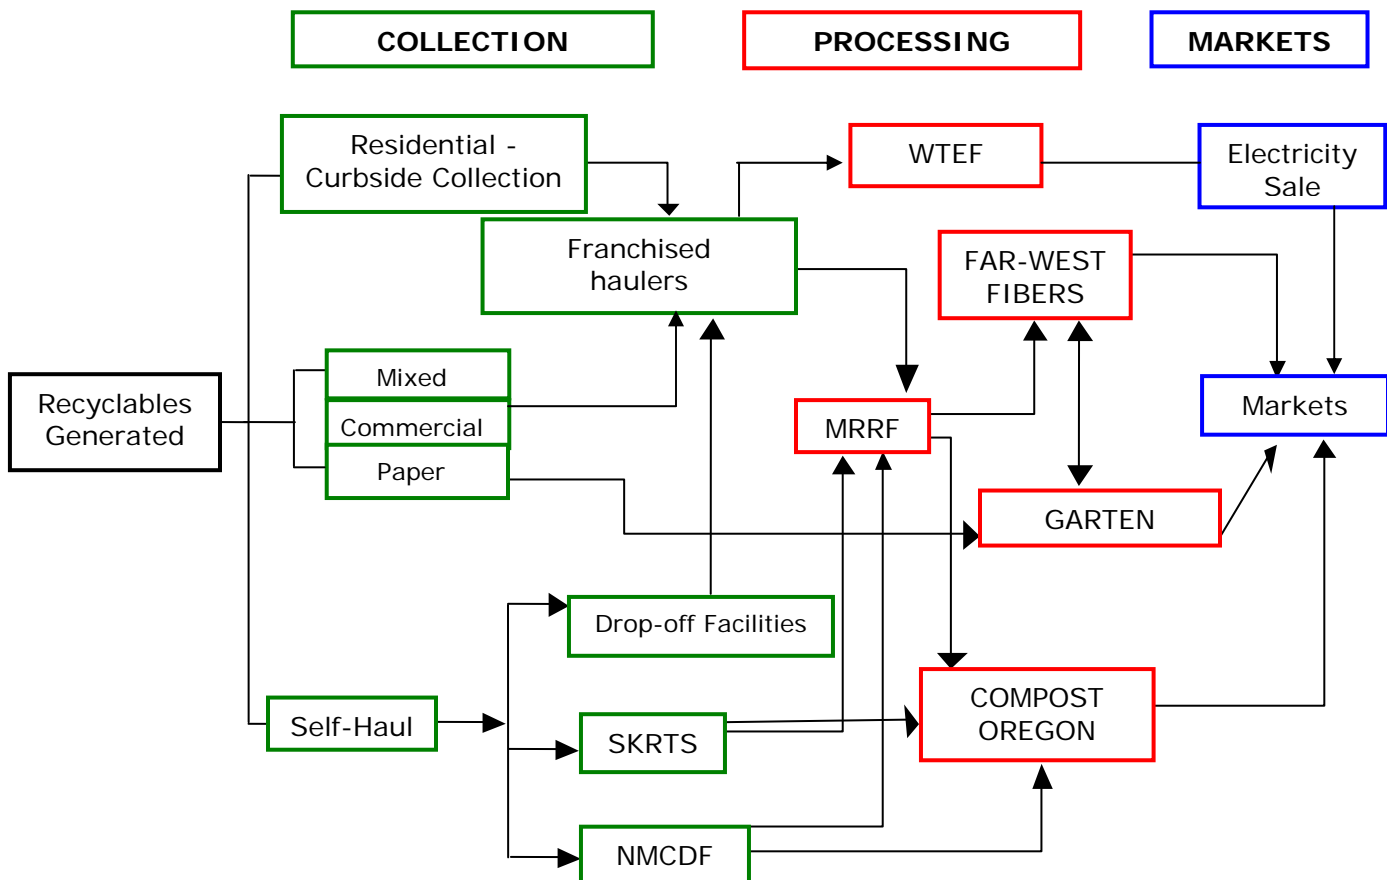 COLLECTION
PROCESSING
MARKETS
Residential -
Curbside Collection
WTEF
Electricity
Sale
Franchised
haulers
FAR-WEST
FIBERS
Recyclables
Generated
Mixed
Commercial
Paper
MRRF
Markets
GARTEN
Drop-off Facilities
Self-Haul
SKRTS
COMPOST
OREGON
NMCDF